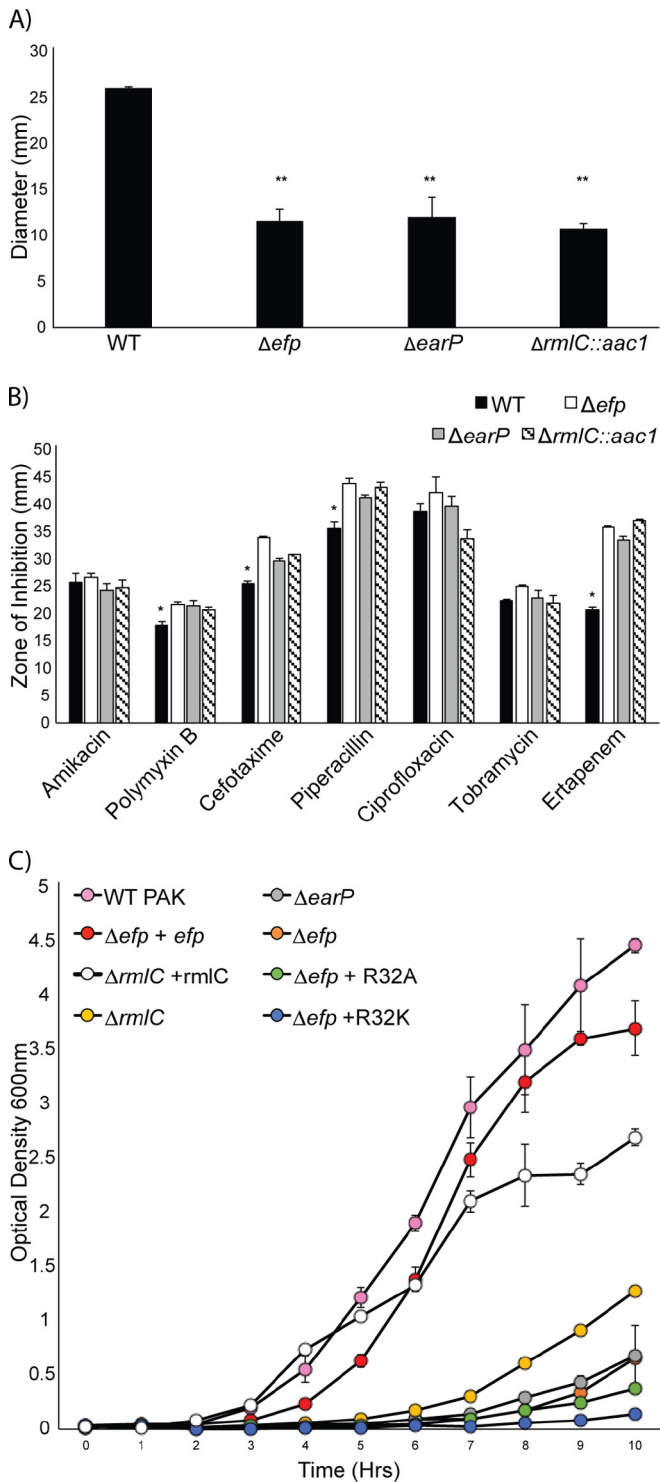 A)
Diameter (mm)
30
25
20
15
10
5
0
** ** **
WT Δefp ΔearP ΔrmlC::aac1
B)
WT Δefp
ΔearP ΔrmlC::aac1
Zone of Inhibition (mm)
50
45
40
35
30
25
20
15
10
5
0
* * * *
Amikacin
Polymyxin B
Cefotaxime
Piperacillin
Ciprofloxacin
Tobramycin
Ertapenem
C)
WT PAK ΔearP
Δefp + efp Δefp
ΔrmlC +rmlC Δefp + R32A
ΔrmlC Δefp +R32K
Optical Density 600nm
5
4.5
4
3.5
3
2.5
2
1.5
1
0.5
0
0 1 2 3 4 5 6 7 8 9 10
Time (Hrs)